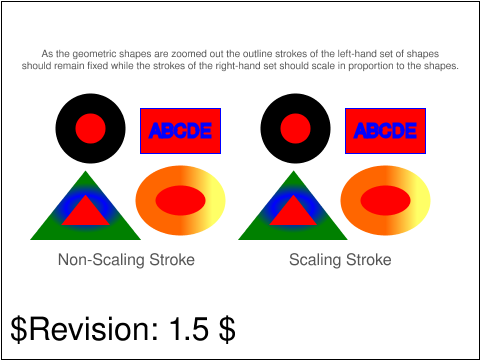 As the geometric shapes are zoomed out the outline strokes of the left-hand set of shapes
should remain fixed while the strokes of the right-hand set should scale in proportion to the shapes.
ABCDE ABCDE
Non-Scaling Stroke Scaling Stroke
$Revision: 1.5 $